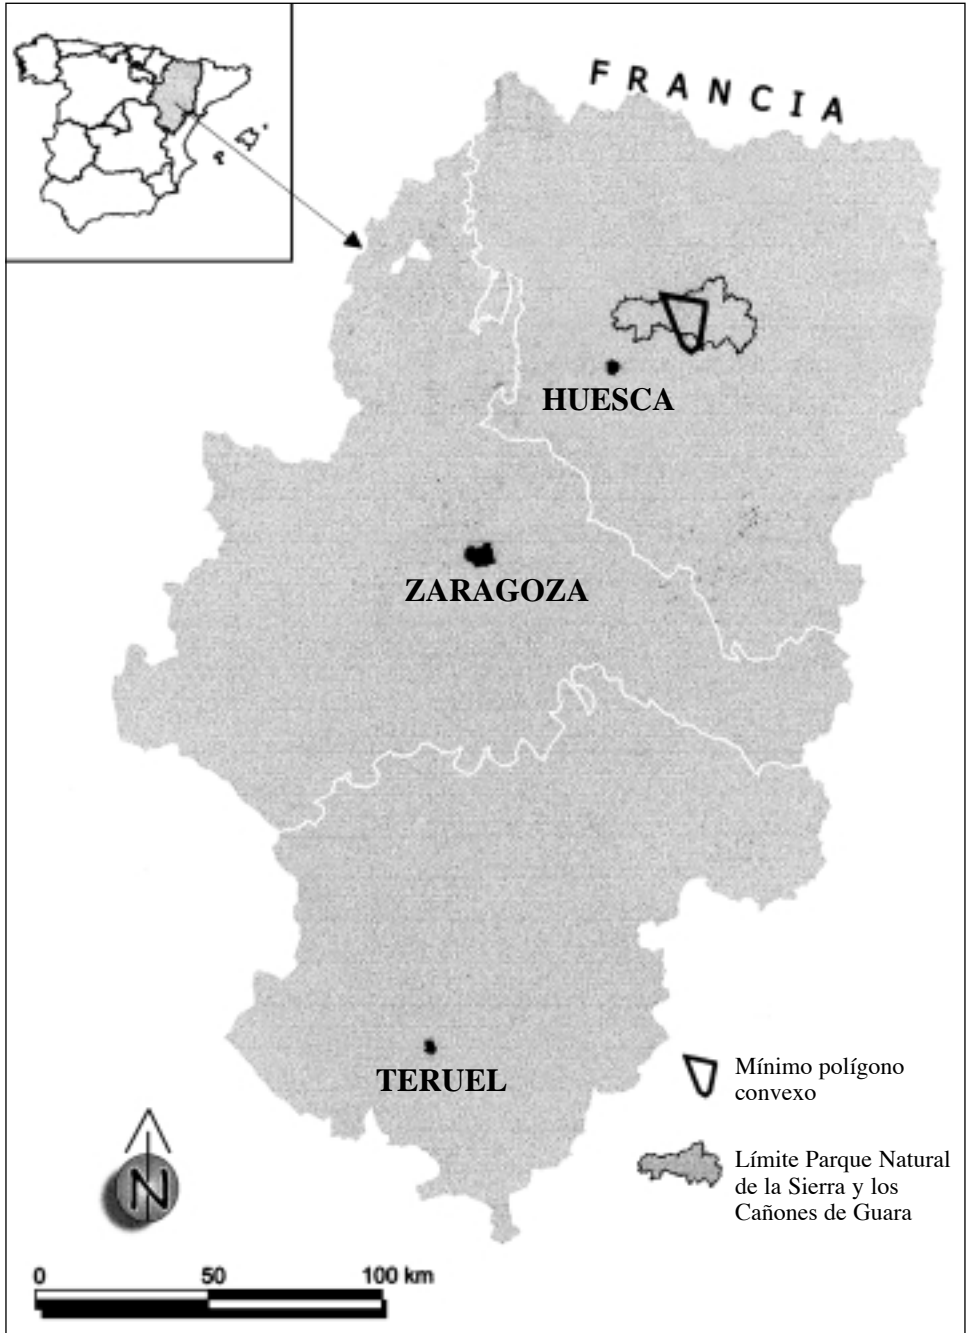 FRANCIA
HUESCA
ZARAGOZA
TERUEL
Mínimo polígono
convexo
Límite Parque Natural
de la Sierra y los
Cañones de Guara
N
0 50 100 km